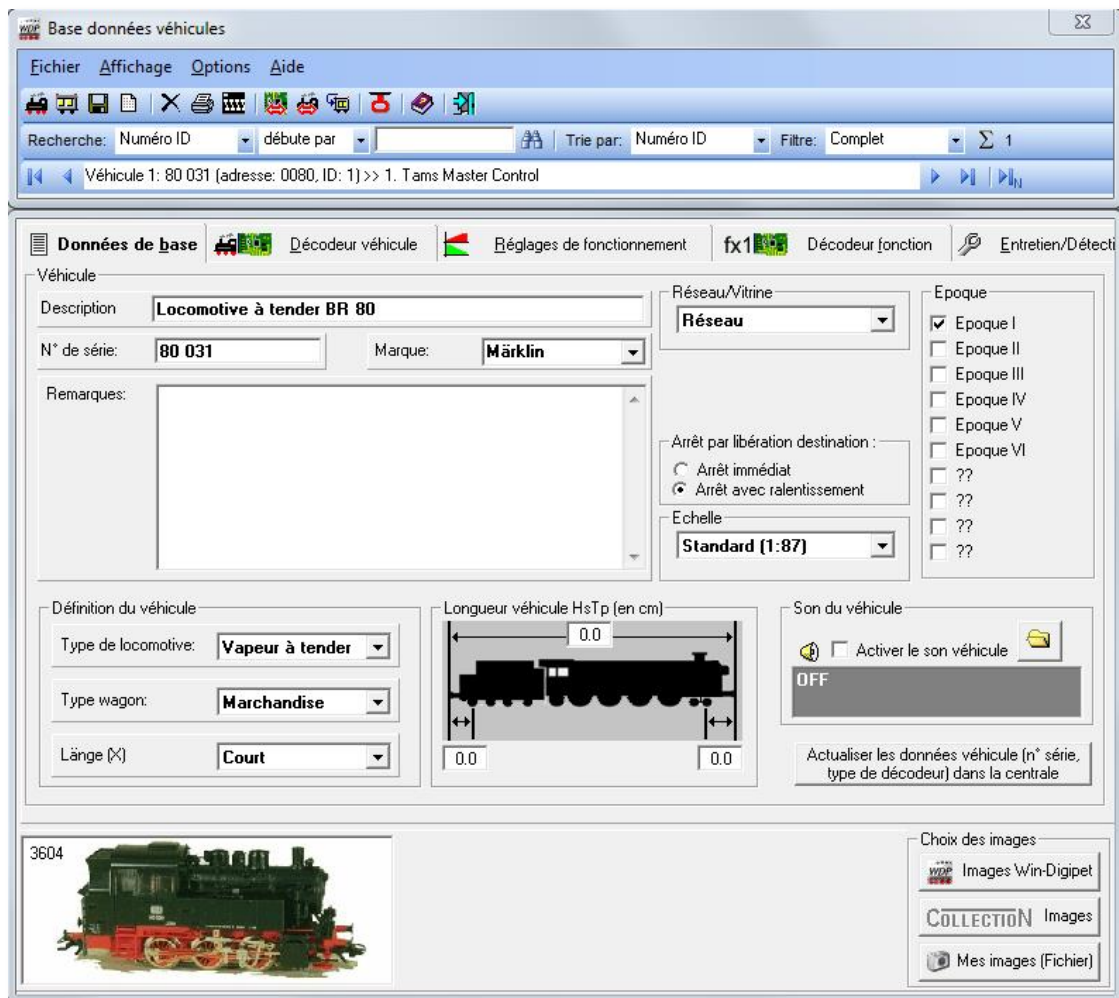 WDP Base données véhicules
Fichier Affichage Options Aide
Recherche: Numéro ID débute par Trie par: Numéro ID Filtre: Complet Σ 1
Véhicule 1: 80 031 (adresse: 0080, ID: 1) >> 1. Tams Master Control N
Données de base Décodeur véhicule Réglages de fonctionnement fx1 Décodeur fonction Entretien/Détecti
Véhicule
Description Locomotive à tender BR 80
N° de série: 80 031 Marque: Märklin
Remarques:
Réseau/Vitrine
Réseau
Arrêt par libération destination :
Arrêt immédiat
Arrêt avec ralentissement
Echelle
Standard (1:87)
Epoque
Epoque I
Epoque II
Epoque III
Epoque IV
Epoque V
Epoque VI
??
??
??
??
Définition du véhicule
Type de locomotive: Vapeur à tender
Type wagon: Marchandise
Länge (X) Court
Longueur véhicule HsTp (en cm)
0.0
0.0 0.0
Son du véhicule
Activer le son véhicule
OFF
Actualiser les données véhicule (n° série,
type de décodeur) dans la centrale
3604
Choix des images
WDP Images Win-Digipet
COLLECTION Images
Mes images (Fichier)